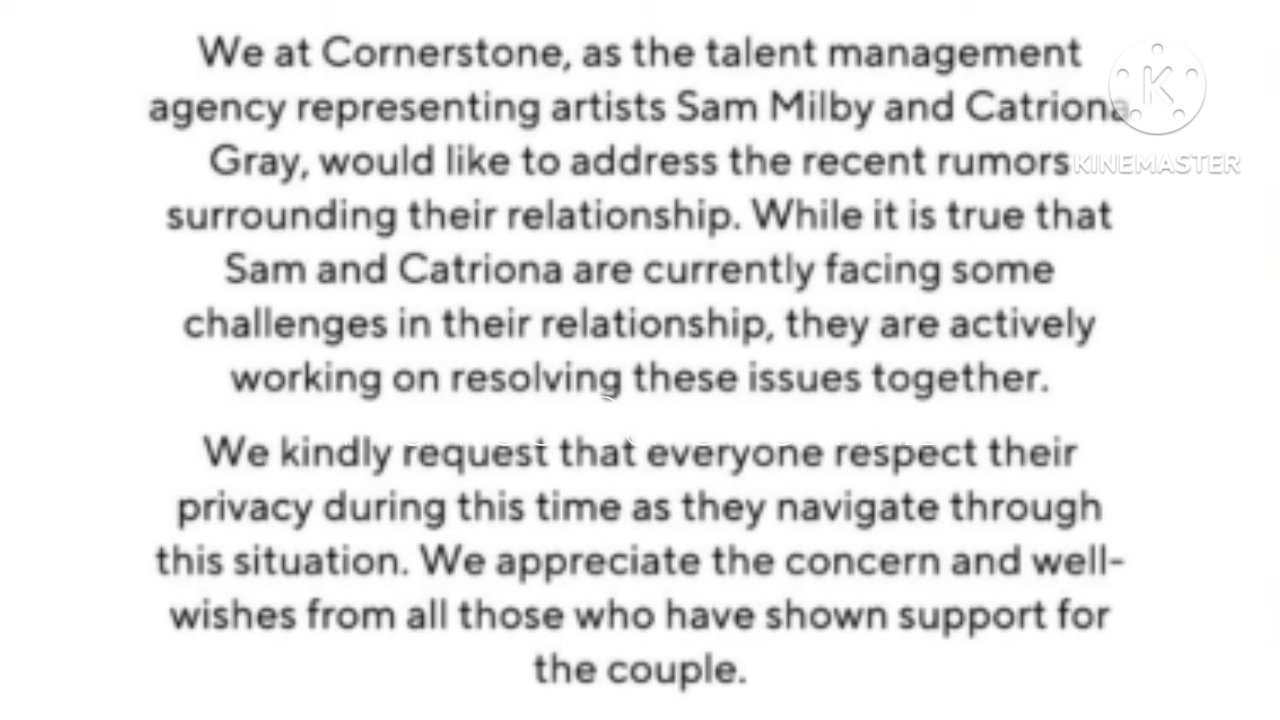 We at Cornerstone, as the talent management
agency representing artists Sam Milby and Catriona
Gray, would like to address the recent rumors
surrounding their relationship. While it is true that
Sam and Catriona are currently facing some
challenges in their relationship, they are actively
working on resolving these issues together.
We kindly request that everyone respect their
privacy during this time as they navigate through
this situation. We appreciate the concern and well-
wishes from all those who have shown support for
the couple.
K
KINEMASTER